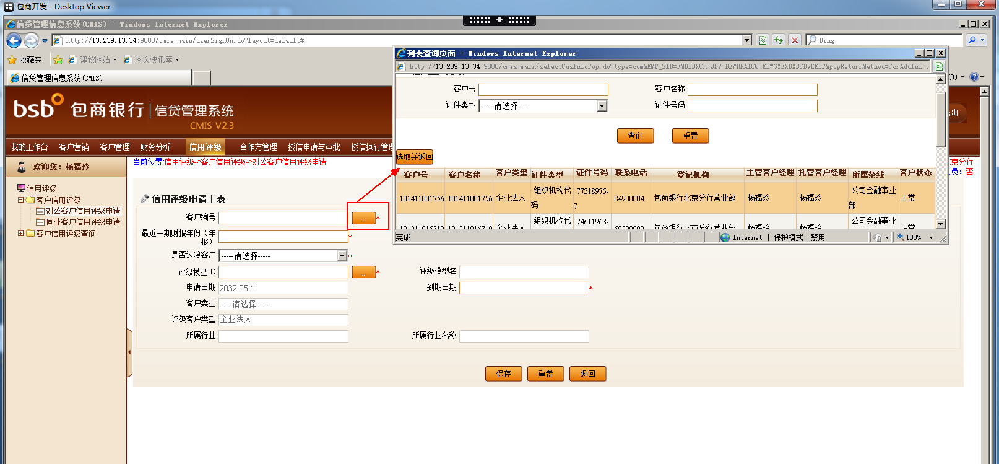 包商开发 - Desktop Viewer
信贷管理信息系统(CMIS) - Windows Internet Explorer
http://13.239.13.34:9080/cmis-main/userSignOn.do?layout=default#
Bing
收藏夹
建议网站
网页快讯库
信贷管理信息系统(CMIS)
bsb 包商银行 信贷管理系统
CMIS V2.3
我的工作台 客户营销 客户管理 财务分析 信用评级 合作方管理 授信申请与审批 授信执行管理
欢迎您：杨福玲
当前位置:信用评级->客户信用评级->对公客户信用评级申请
京分行
员：否
信用评级
客户信用评级
对公客户信用评级申请
同业客户信用评级申请
客户信用评级查询
信用评级申请主表
客户编号 ... *
最近一期财报年份（年报） *
是否过渡客户 -----请选择----- *
评级模型ID ... * 评级模型名
申请日期 2032-05-11 到期日期 *
客户类型 -----请选择-----
评级客户类型 企业法人
所属行业 所属行业名称
保存 重置 返回
列表查询页面 - Windows Internet Explorer
http://13.239.13.34:9080/cmis-main/selectCusInfoPop.do?type=com&EMP_SID=FMBIBXCHJQDVJBEWHRAICQJEIWGYEXDXDCDVEEIP&popReturnMethod=CcrAddInf.c
客户号 客户名称
证件类型 -----请选择----- 证件号码
查询 重置
选取并返回
客户号 客户名称 客户类型 证件类型 证件号码 联系电话 登记机构 主管客户经理 托管客户经理 所属条线 客户状态
101411001756 101411001756 企业法人 组织机构代码 77318975-7 84900004 包商银行北京分行营业部 杨福玲 杨福玲 公司金融事业部 正常
企业法人 组织机构代 74611963- 包商银行北京分行营业部 杨福玲 杨福玲 公司金融事业 正常
完成
Internet | 保护模式: 禁用
100%
出